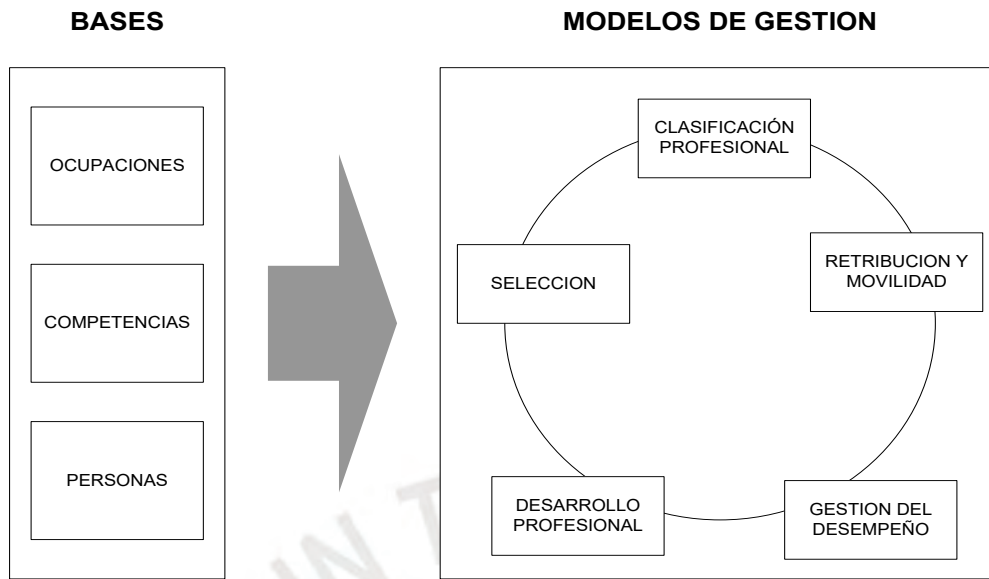 BASES
MODELOS DE GESTION
OCUPACIONES
COMPETENCIAS
PERSONAS
CLASIFICACIÓN
PROFESIONAL
RETRIBUCION Y
MOVILIDAD
SELECCION
DESARROLLO
PROFESIONAL
GESTION DEL
DESEMPEÑO